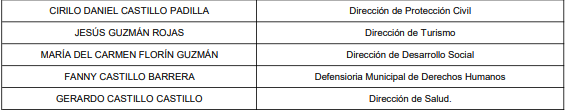 CIRILO DANIEL CASTILLO PADILLA Dirección de Protección Civil
JESÚS GUZMÁN ROJAS Dirección de Turismo
MARÍA DEL CARMEN FLORÍN GUZMÁN Dirección de Desarrollo Social
FANNY CASTILLO BARRERA Defensioria Municipal de Derechos Humanos
GERARDO CASTILLO CASTILLO Dirección de Salud.